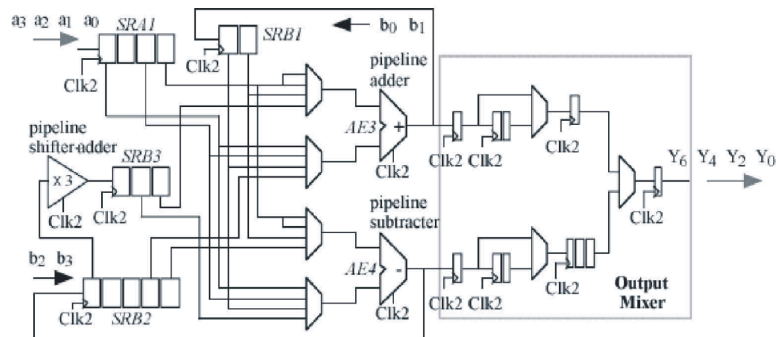 a3 a2 a1 a0
SRA1
Clk2
SRB1
Clk2
b0 b1
pipeline
adder
AE3
+
Clk2
pipeline
shifter-adder
x 3
Clk2
SRB3
Clk2
b2 b3
Clk2
SRB2
pipeline
subtracter
AE4
-
Clk2
Clk2
Clk2
Clk2
Clk2
Clk2
Clk2
Clk2
Y6 Y4 Y2 Y0
Output
Mixer